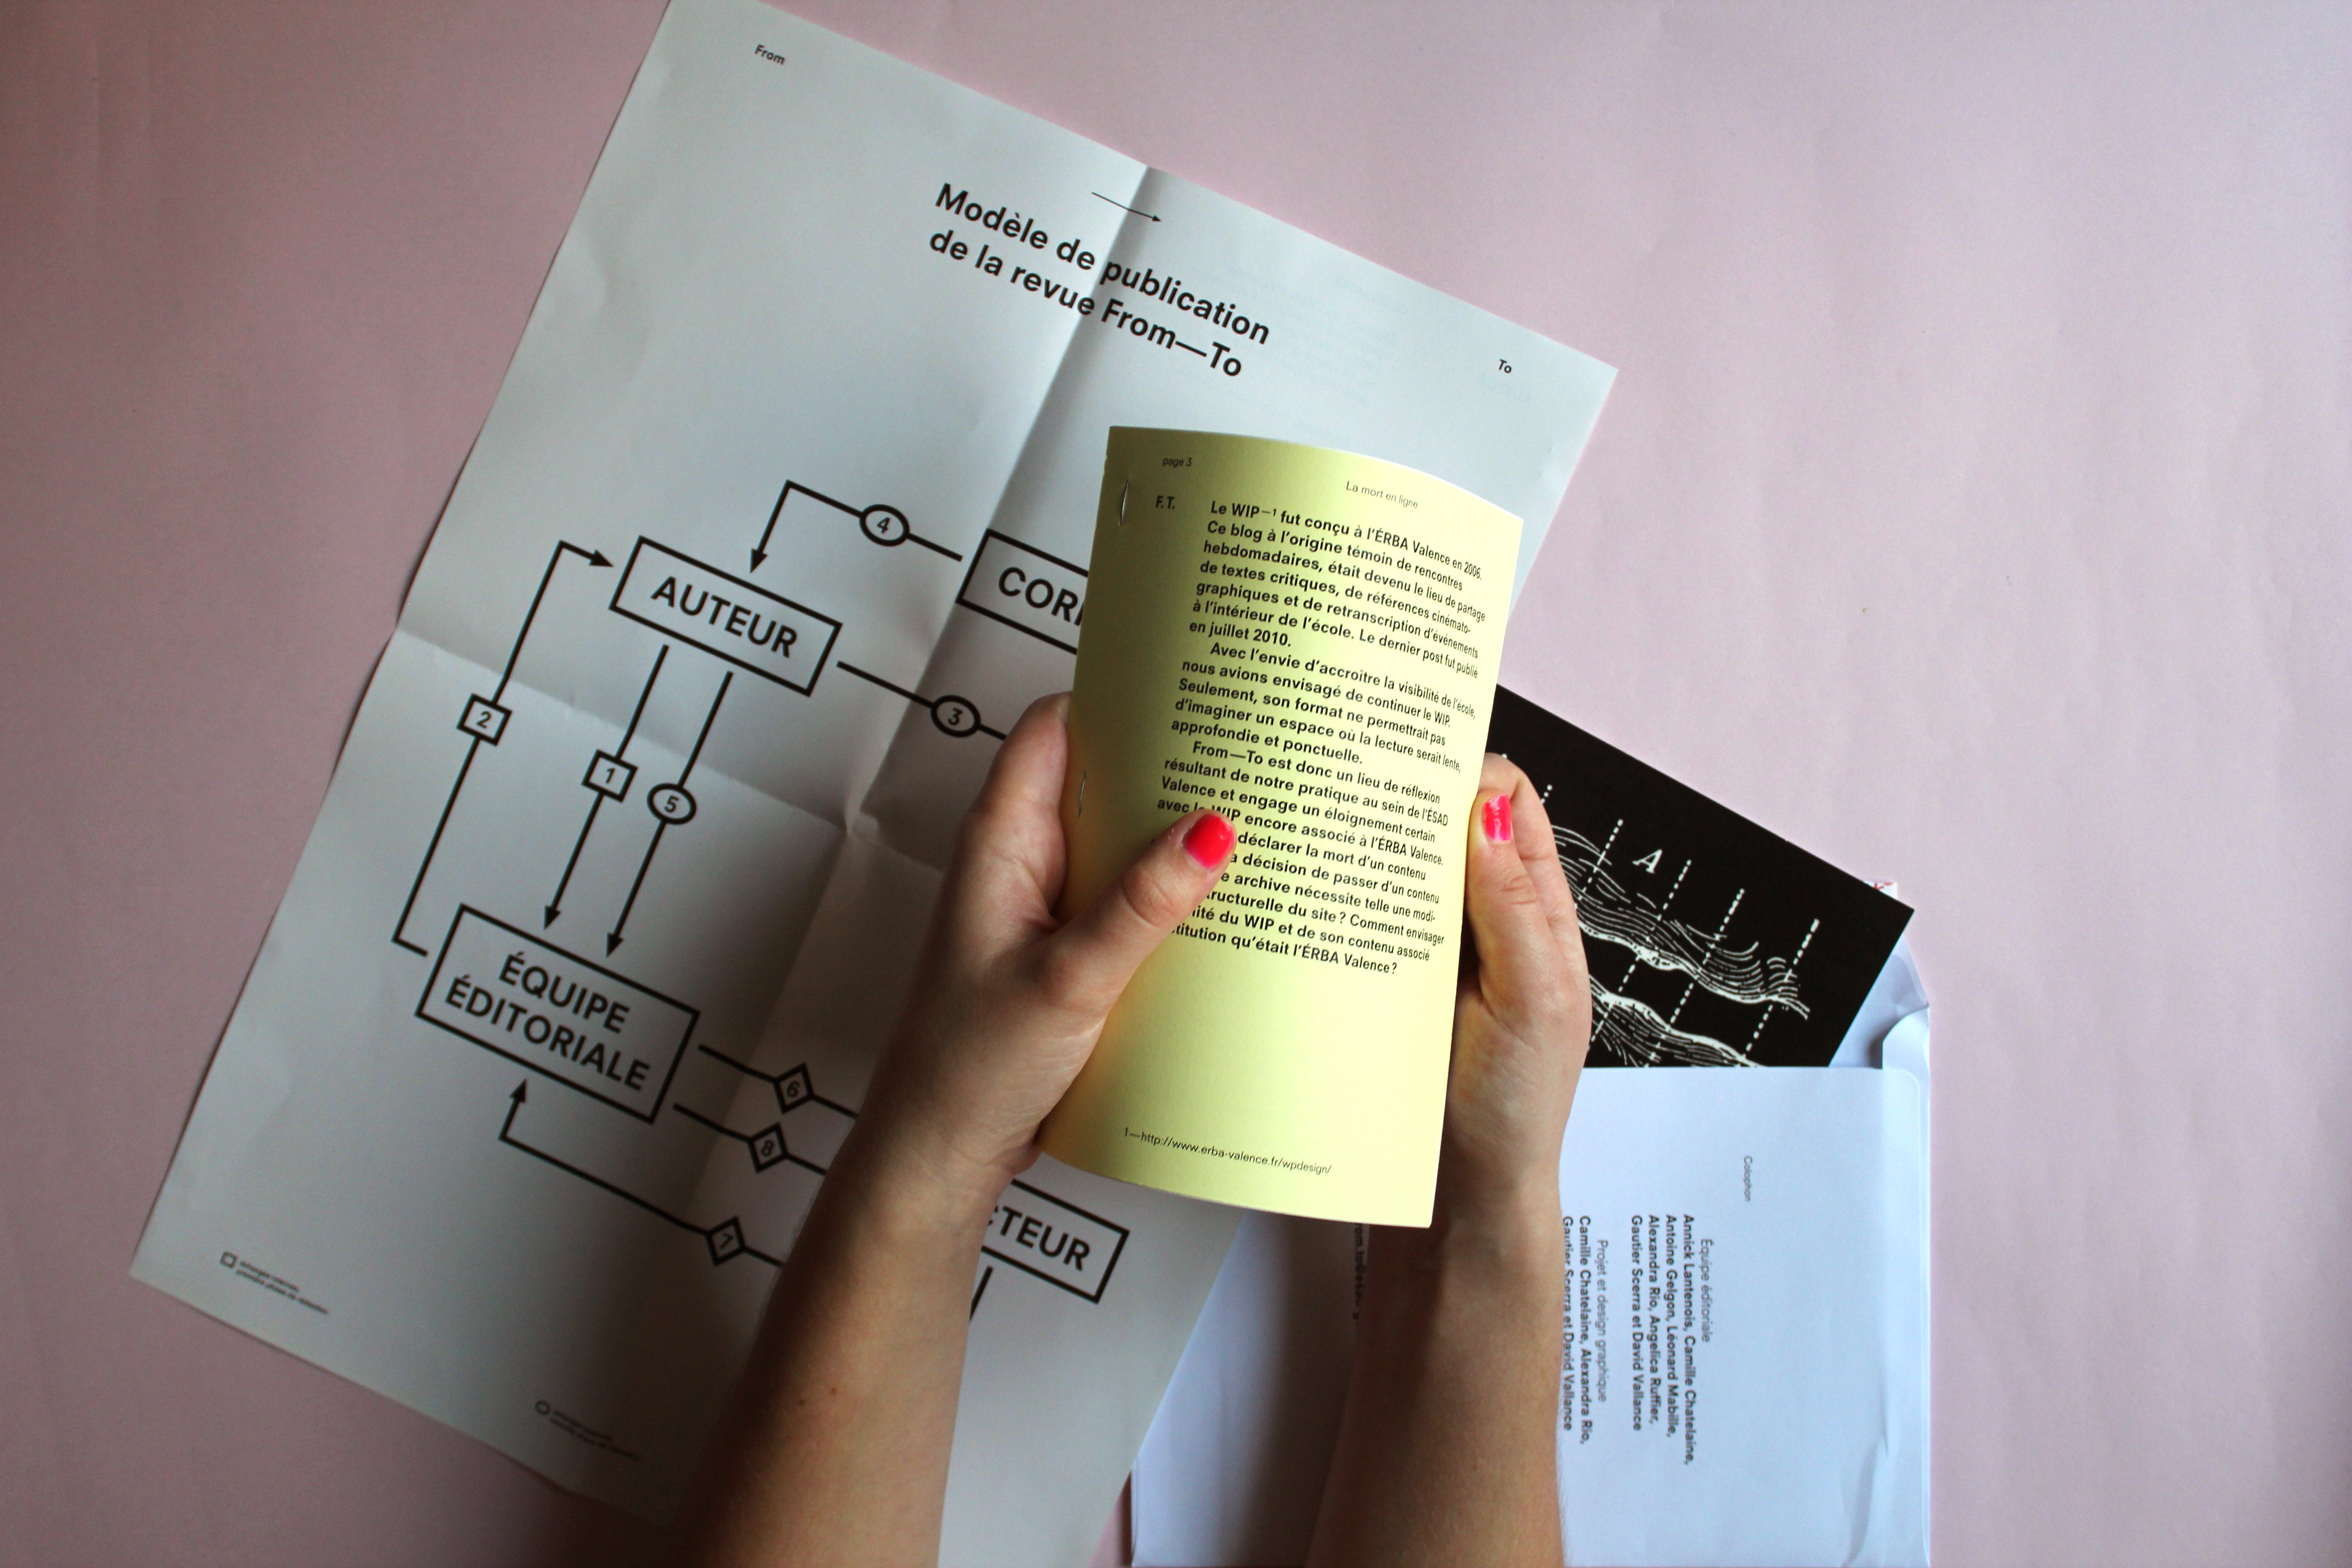 From
Modèle de publication
de la revue From—To
To
4
AUTEUR
3
2
1
5
ÉQUIPE
ÉDITORIALE
6
8
7
CTEUR
page 3
La mort en ligne
F.T.
Le WIP—1 fut conçu à l'ÉRBA Valence en 2006.
Ce blog à l'origine témoin de rencontres
hebdomadaires, était devenu le lieu de partage
de textes critiques, de références cinémato-
graphiques et de retranscription d'événements
à l'intérieur de l'école. Le dernier post fut publié
en juillet 2010.
Avec l'envie d'accroître la visibilité de l'école,
nous avions envisagé de continuer le WIP.
Seulement, son format ne permettrait pas
d'imaginer un espace où la lecture serait lente,
approfondie et ponctuelle.
From—To est donc un lieu de réflexion
résultant de notre pratique au sein de l'ÉSAD
Valence et engage un éloignement certain
avec le WIP encore associé à l'ÉRBA Valence.
déclarer la mort d'un contenu
a décision de passer d'un contenu
e archive nécessite telle une modi-
tructurelle du site ? Comment envisager
du WIP et de son contenu associé
qu'était l'ÉRBA Valence ?
1—http://www.erba-valence.fr/wpdesign/
A
Colophon
Équipe éditoriale
Annick Lantenois, Camille Chatelaine,
Antoine Gelgon, Léonard Mabille,
Alexandra Rio, Angelica Ruffier,
Gautier Scerra et David Vallance
Projet et design graphique
Camille Chatelaine, Alexandra Rio,
Gautier Scerra et David Vallance